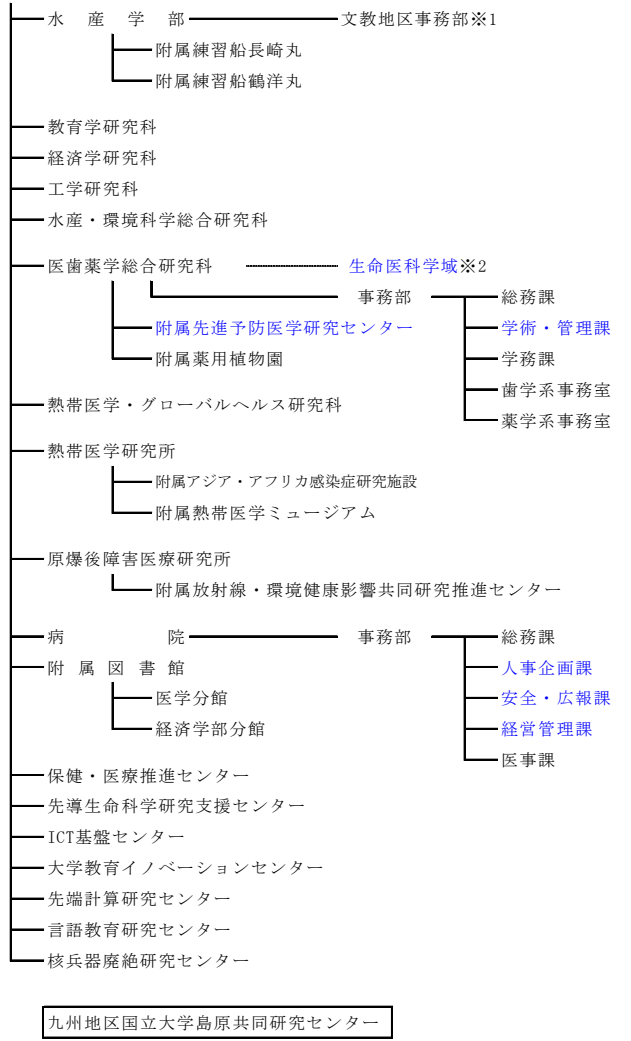 水産学部 文教地区事務部※1
附属練習船長崎丸
附属練習船鶴洋丸
教育学研究科
経済学研究科
工学研究科
水産・環境科学総合研究科
医歯薬学総合研究科 生命医科学域※2
事務部 総務課
附属先進予防医学研究センター 学術・管理課
附属薬用植物園 学務課
歯学系事務室
熱帯医学・グローバルヘルス研究科
薬学系事務室
熱帯医学研究所
附属アジア・アフリカ感染症研究施設
附属熱帯医学ミュージアム
原爆後障害医療研究所
附属放射線・環境健康影響共同研究推進センター
病院 事務部 総務課
附属図書館 人事企画課
医学分館 安全・広報課
経済学部分館 経営管理課
医事課
保健・医療推進センター
先導生命科学研究支援センター
ICT基盤センター
大学教育イノベーションセンター
先端計算研究センター
言語教育研究センター
核兵器廃絶研究センター
九州地区国立大学島原共同研究センター